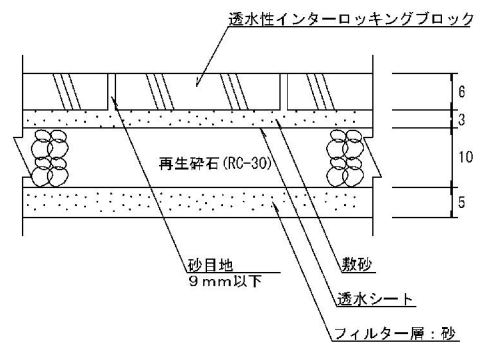 透水性インターロッキングブロック
6
3
再生砕石(RC-30)
10
5
砂目地
9mm以下
敷砂
透水シート
フィルター層：砂